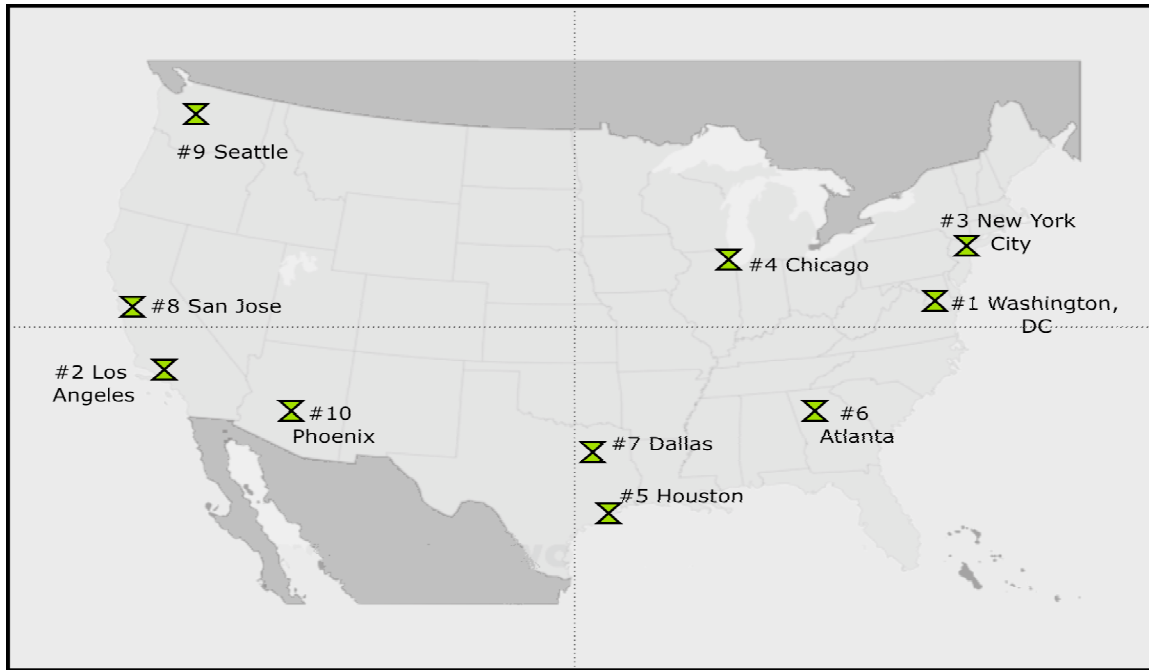 #9 Seattle
#3 New York
City
#4 Chicago
#8 San Jose
#1 Washington,
DC
#2 Los
Angeles
#10
Phoenix
#6
Atlanta
#7 Dallas
#5 Houston